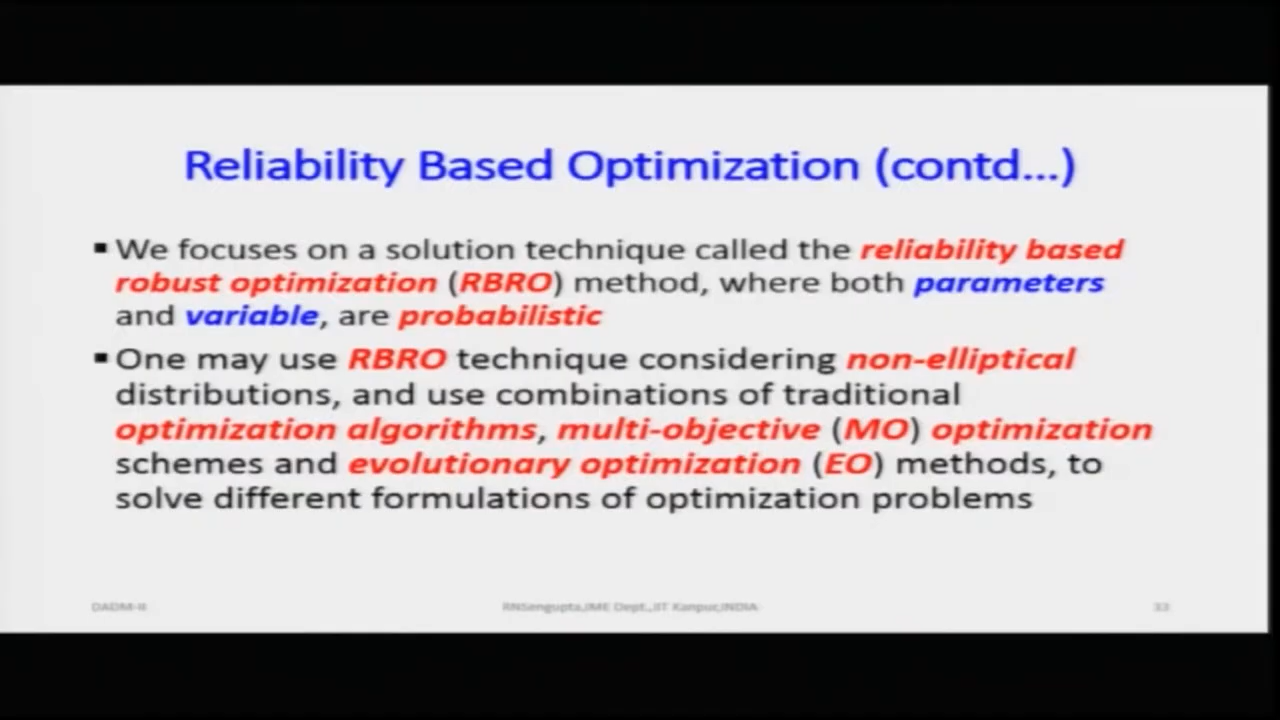 Reliability Based Optimization (contd...)
▪ We focuses on a solution technique called the reliability based
robust optimization (RBRO) method, where both parameters
and variable, are probabilistic
▪ One may use RBRO technique considering non-elliptical
distributions, and use combinations of traditional
optimization algorithms, multi-objective (MO) optimization
schemes and evolutionary optimization (EO) methods, to
solve different formulations of optimization problems
DADM-II
RNSengupta,IME Dept.,IIT Kanpur,INDIA
33